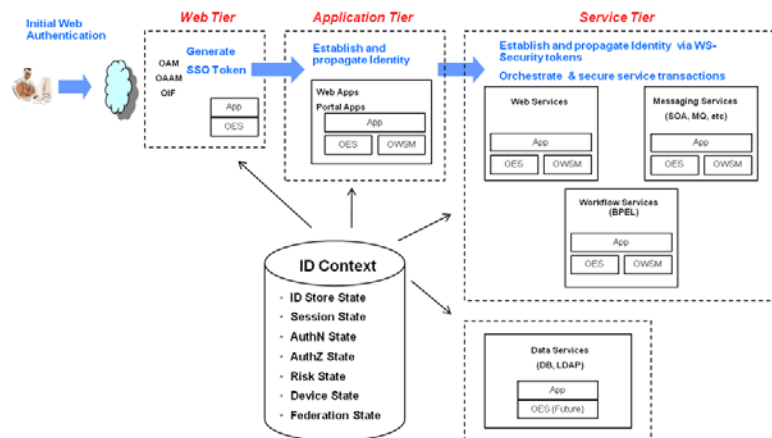 Web Tier
Application Tier
Service Tier
Initial Web
Authentication
OAM
OAAM
OIF
Generate
SSO Token
App
OES
Establish and
propagate Identity
Web Apps
Portal Apps
App
OES
OWSM
Establish and propagate Identity via WS-
Security tokens
Orchestrate & secure service transactions
Web Services
App
OES
OWSM
Messaging Services
(SOA, MQ, etc)
App
OES
OWSM
Workflow Services
(BPEL)
App
OES
OWSM
ID Context
• ID Store State
• Session State
• AuthN State
• AuthZ State
• Risk State
• Device State
• Federation State
Data Services
(DB, LDAP)
App
OES (Future)